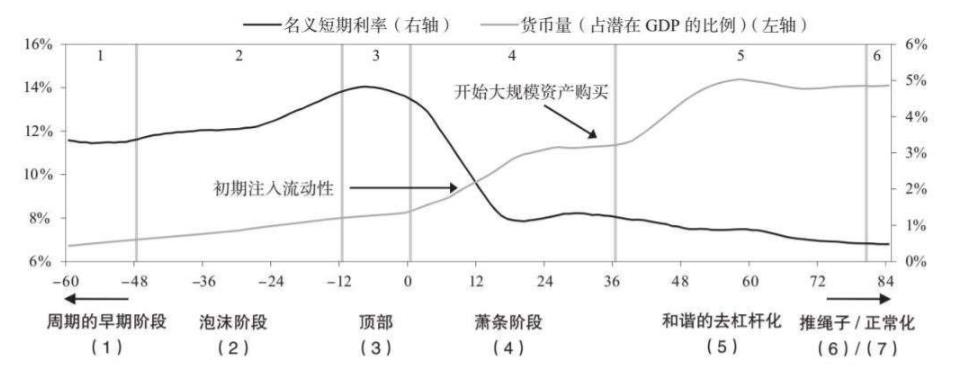 名义短期利率（右轴） 货币量（占潜在 GDP 的比例）（左轴）
16% 6%
1 2 3 4 5 6
14% 5%
开始大规模资产购买
12% 4%
3%
10% 初期注入流动性 2%
8% 1%
6% 0%
-60 -48 -36 -24 -12 0 12 24 36 48 60 72 84
周期的早期阶段 泡沫阶段 顶部 萧条阶段 和谐的去杠杆化 推绳子 / 正常化
（1） （2） （3） （4） （5） （6）/（7）